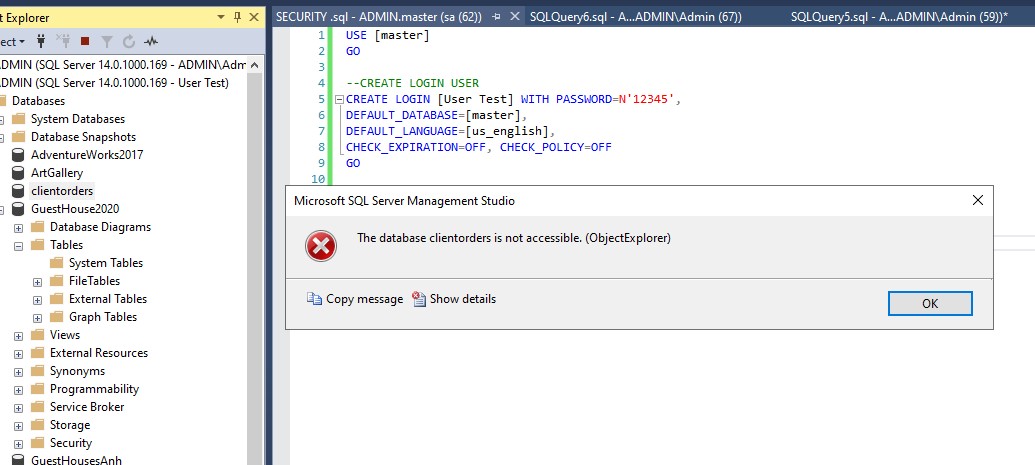 t Explorer
SECURITY .sql - ADMIN.master (sa (62))
SQLQuery6.sql - A...ADMIN\Admin (67))
SQLQuery5.sql - A...ADMIN\Admin (59))*
ect
DMIN (SQL Server 14.0.1000.169 - ADMIN\Adm
DMIN (SQL Server 14.0.1000.169 - User Test)
Databases
System Databases
Database Snapshots
AdventureWorks2017
ArtGallery
clientorders
GuestHouse2020
Database Diagrams
Tables
System Tables
FileTables
External Tables
Graph Tables
Views
External Resources
Synonyms
Programmability
Service Broker
Storage
Security
GuestHousesAnh
1 USE [master]
2 GO
3
4 --CREATE LOGIN USER
5 CREATE LOGIN [User Test] WITH PASSWORD=N'12345',
6 DEFAULT_DATABASE=[master],
7 DEFAULT_LANGUAGE=[us_english],
8 CHECK_EXPIRATION=OFF, CHECK_POLICY=OFF
9 GO
10
Microsoft SQL Server Management Studio
The database clientorders is not accessible. (ObjectExplorer)
Copy message
Show details
OK